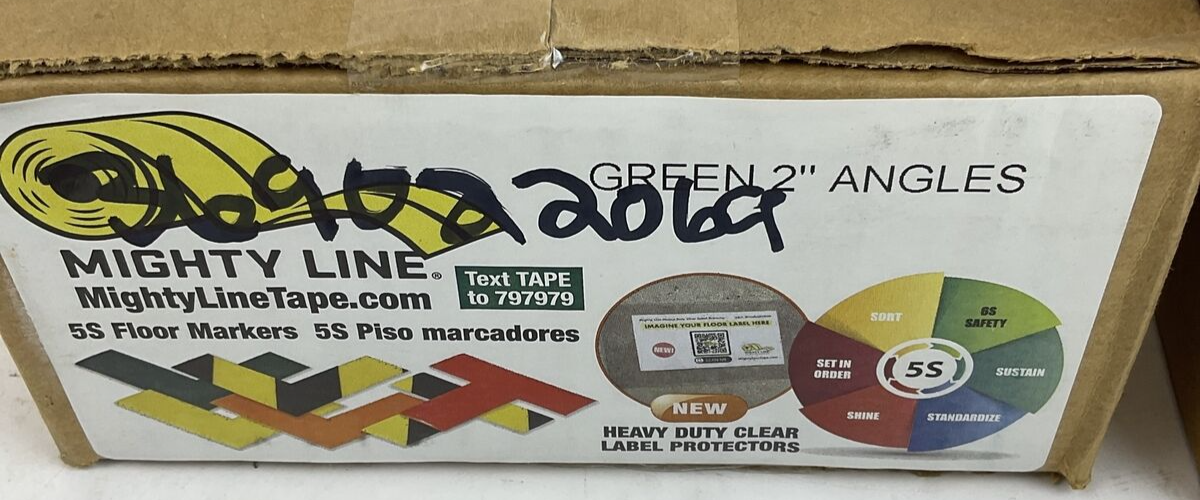 GREEN 2" ANGLES
2069
MIGHTY LINE®
MightyLineTape.com
Text TAPE
to 797979
5S Floor Markers 5S Piso marcadores
IMAGINE YOUR FLOOR LABEL HERE
NEW!
NEW
HEAVY DUTY CLEAR
LABEL PROTECTORS
SORT
6S
SAFETY
SET IN
ORDER
5S
SUSTAIN
SHINE
STANDARDIZE